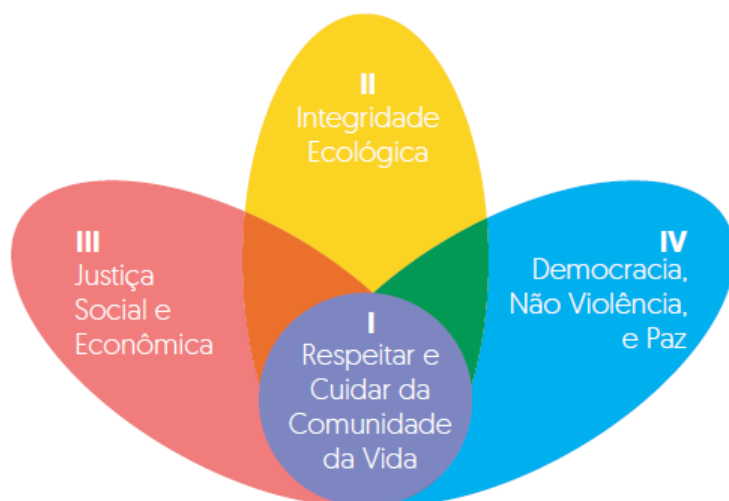 II
Integridade
Ecológica
III
Justiça
Social e
Econômica
IV
Democracia,
Não Violência,
e Paz
I
Respeitar e
Cuidar da
Comunidade
da Vida